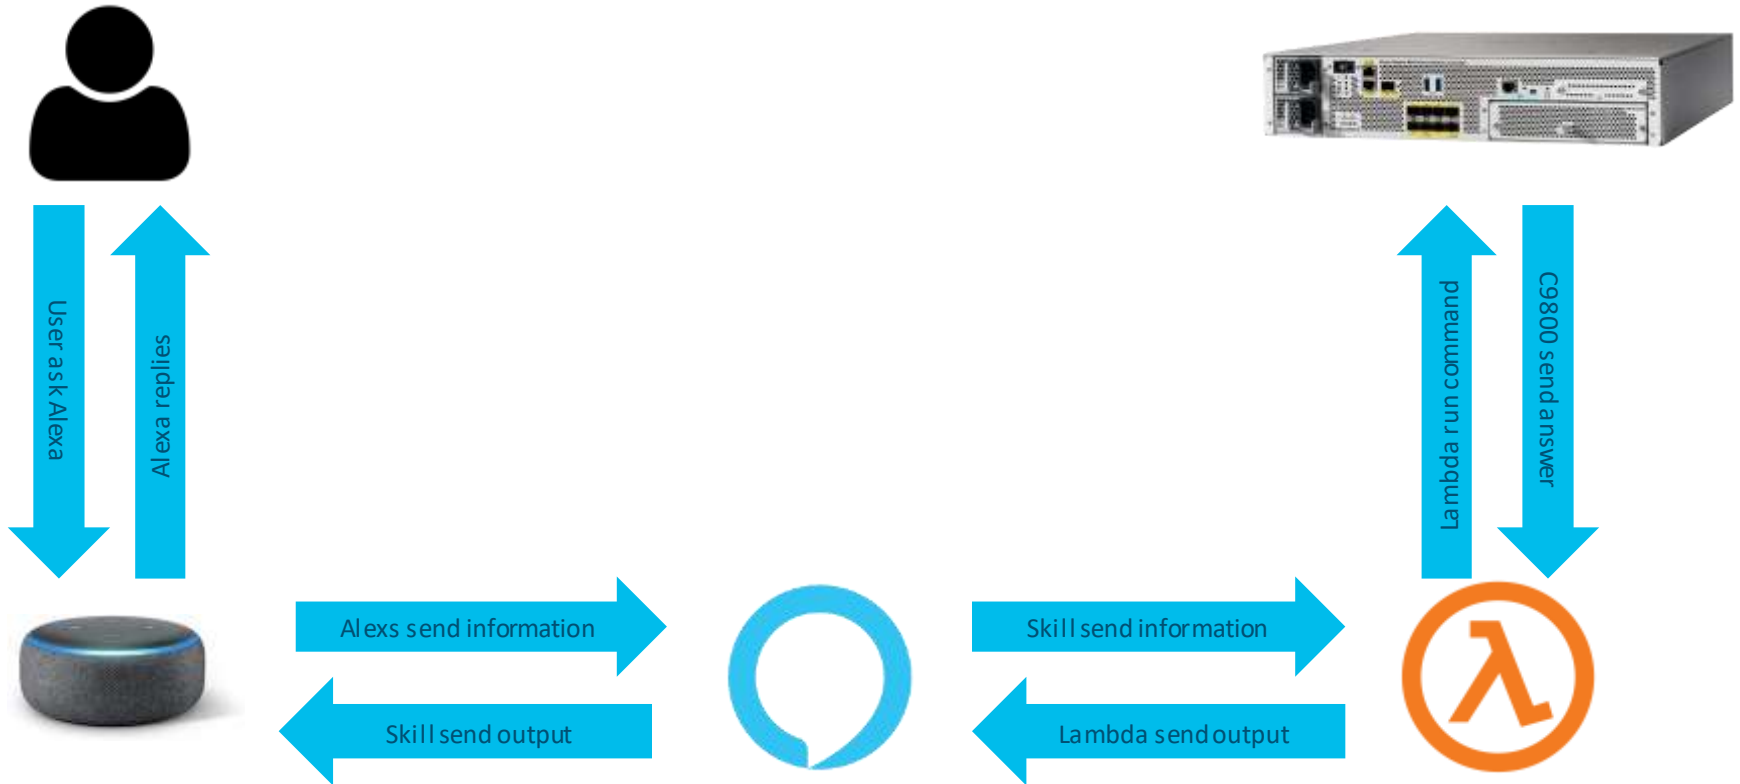 User ask Alexa
Alexa replies
Alexs send information
Skill send output
Skill send information
Lambda send output
Lambda run command
C9800 send answer